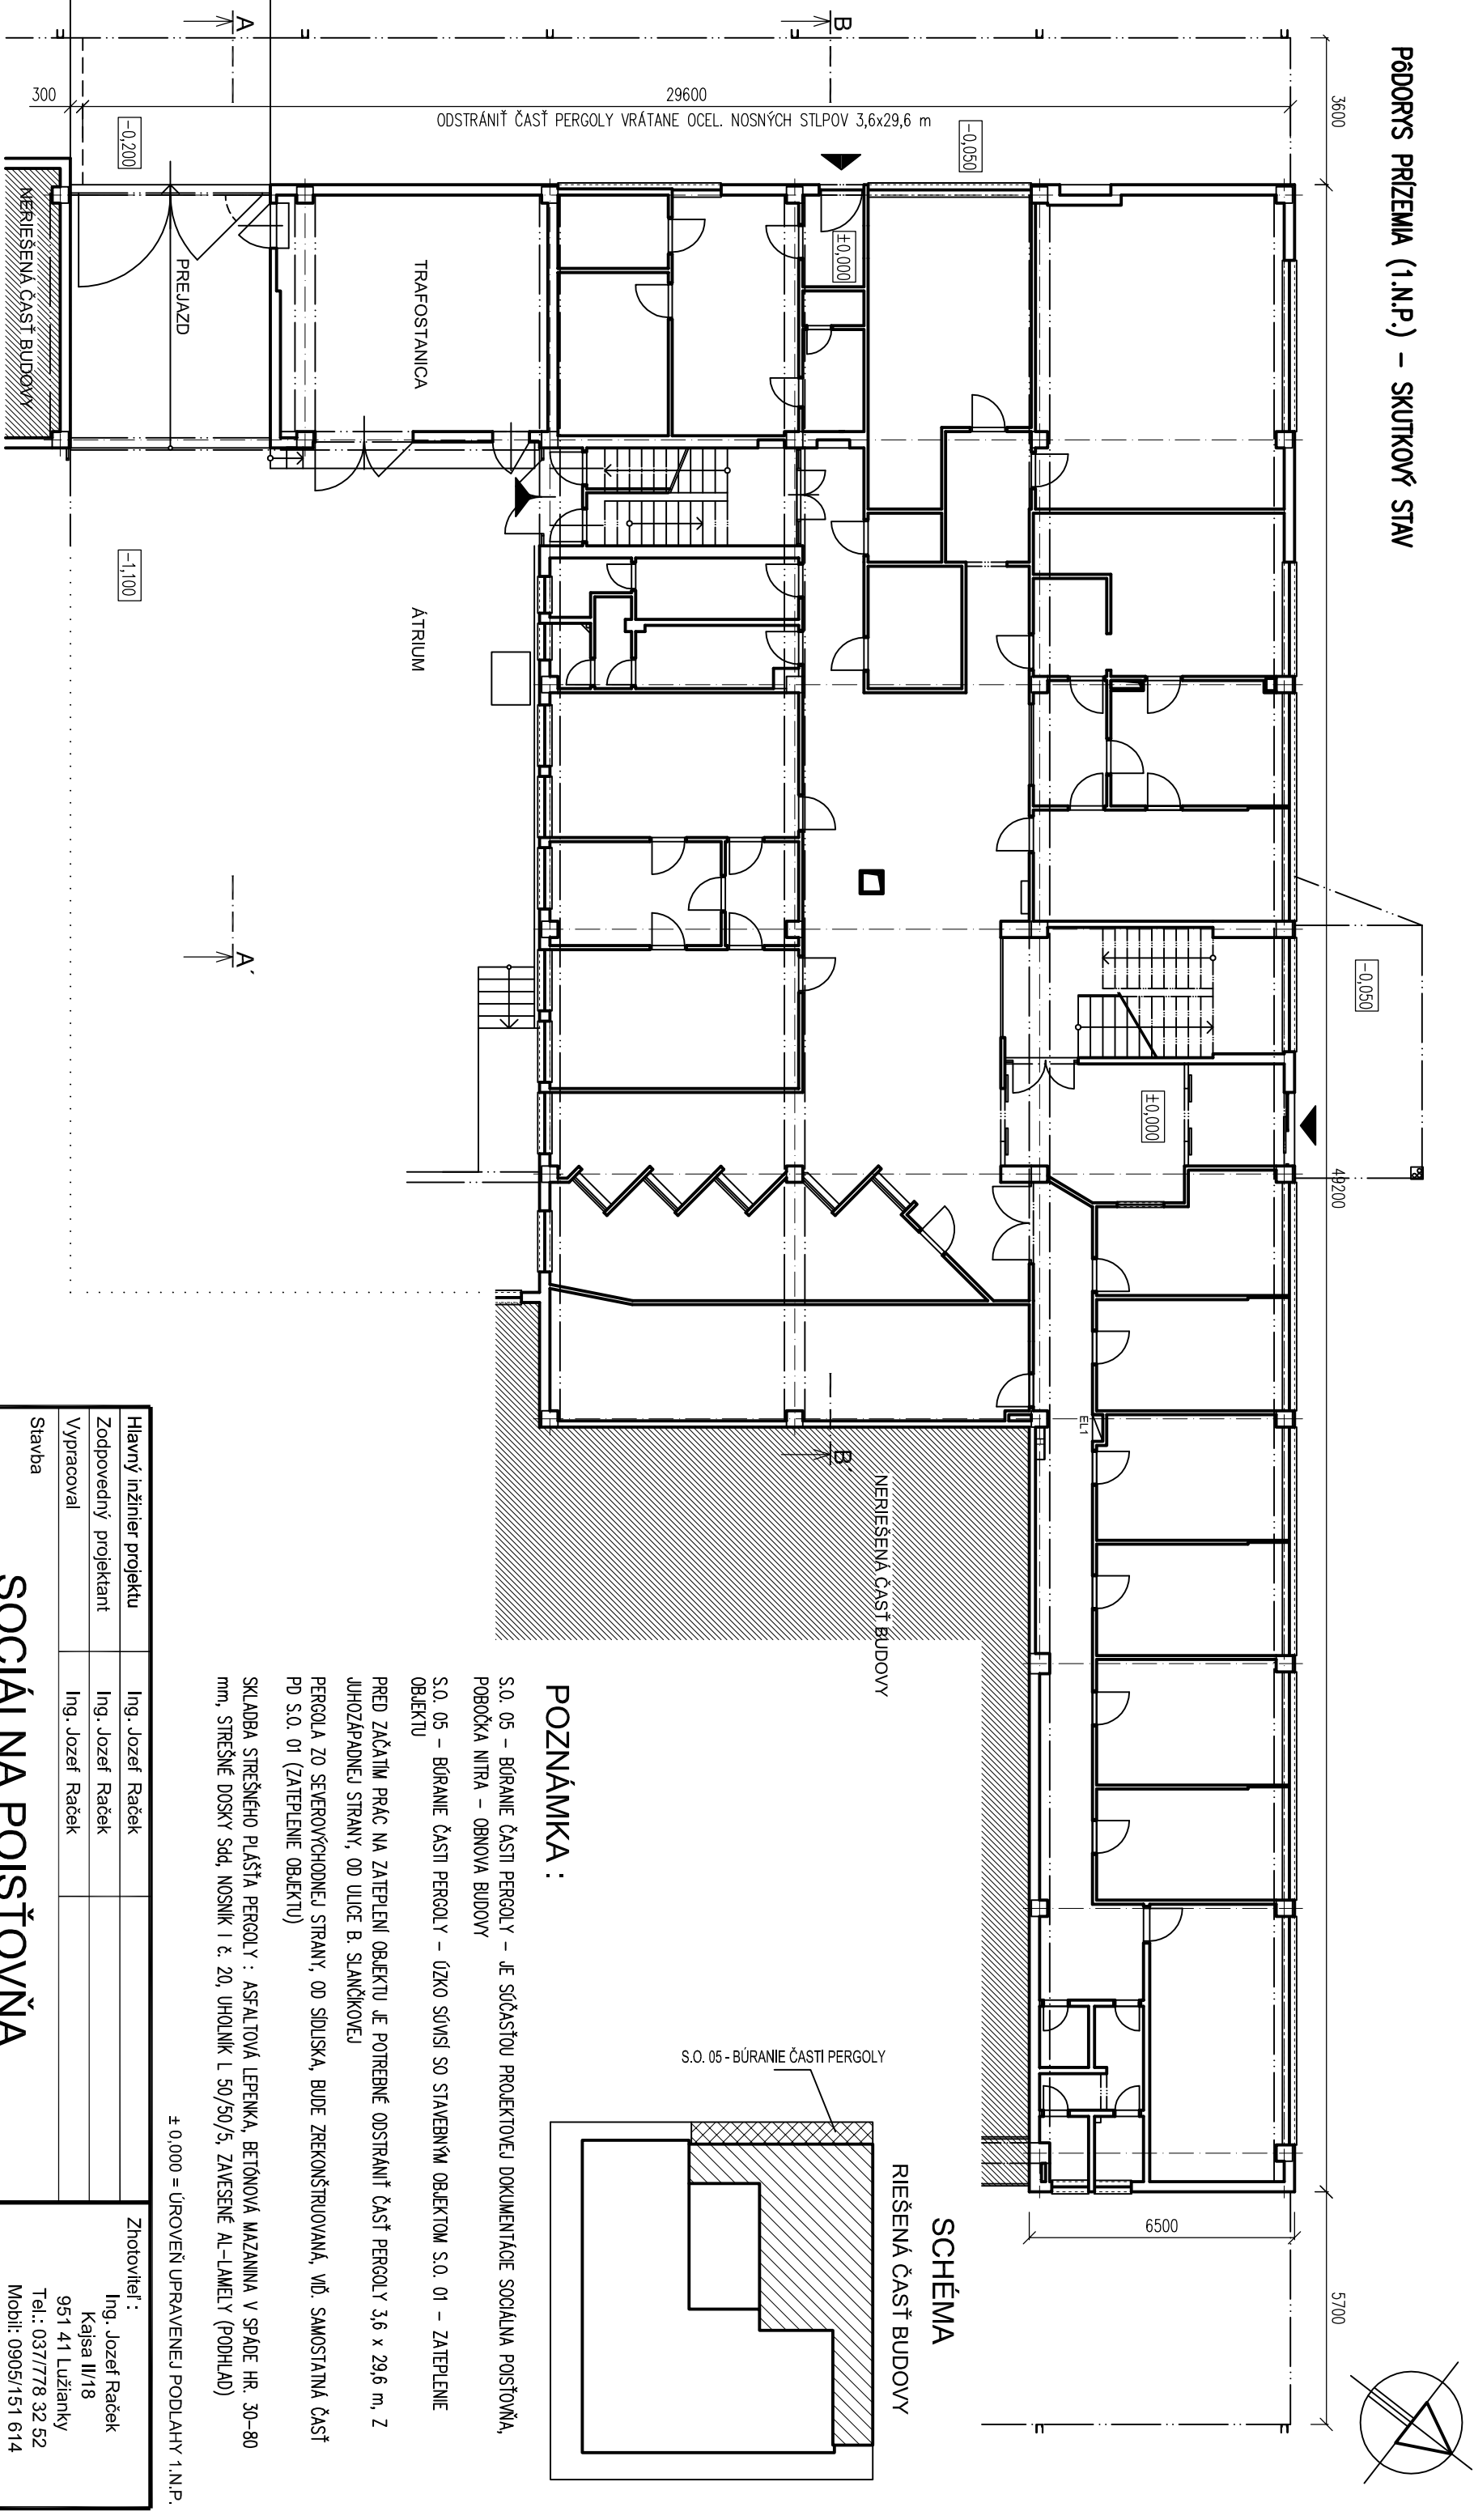 PôDORYS PRÍZEMIA (1.N.P.) - SKUTKOVÝ STAV
3600
49200
5700
29600
ODSTRÁNIŤ ČASŤ PERGOLY VRÁTANE OCEL. NOSNÝCH STLPOV 3,6x29,6 m
300
-0,050
-0,200
-0,050
-1,100
±0,000
±0,000
A
A´
B
B´
6500
EL1
TRAFOSTANICA
PREJAZD
ÁTRIUM
NERIEŠENÁ ČASŤ BUDOVY
NERIEŠENÁ ČASŤ BUDOVY
SCHÉMA
RIEŠENÁ ČASŤ BUDOVY
S.O. 05 - BÚRANIE ČASTI PERGOLY
POZNÁMKA :
S.O. 05 - BÚRANIE ČASTI PERGOLY - JE SÚČASŤOU PROJEKTOVEJ DOKUMENTÁCIE SOCIÁLNA POISŤOVŇA,
POBOČKA NITRA - OBNOVA BUDOVY
S.O. 05 - BÚRANIE ČASTI PERGOLY - ÚZKO SÚVISÍ SO STAVEBNÝM OBJEKTOM S.O. 01 - ZATEPLENIE
OBJEKTU
PRED ZAČATÍM PRÁC NA ZATEPLENÍ OBJEKTU JE POTREBNÉ ODSTRÁNIŤ ČASŤ PERGOLY 3,6 x 29,6 m, Z
JUHOZÁPADNEJ STRANY, OD ULICE B. SLANČÍKOVEJ
PERGOLA ZO SEVEROVÝCHODNEJ STRANY, OD SÍDLISKA, BUDE ZREKONŠTRUOVANÁ, VIĎ. SAMOSTATNÁ ČASŤ
PD S.O. 01 (ZATEPLENIE OBJEKTU)
SKLADBA STREŠNÉHO PLÁŠŤA PERGOLY : ASFALTOVÁ LEPENKA, BETÓNOVÁ MAZANINA V SPÁDE HR. 30-80
mm, STREŠNÉ DOSKY Sdd, NOSNÍK I č. 20, UHOLNÍK L 50/50/5, ZAVESENÉ AL-LAMELY (PODHLAD)
± 0,000 = ÚROVEŇ UPRAVENEJ PODLAHY 1.N.P.
Hlavný inžinier projektu
Ing. Jozef Raček
Zodpovedný projektant
Ing. Jozef Raček
Vypracoval
Ing. Jozef Raček
Stavba
SOCIÁLNA POISŤOVŇA
Zhotoviteľ :
Ing. Jozef Raček
Kajsa II/18
951 41 Lužianky
Tel.: 037/778 32 52
Mobil: 0905/151 614